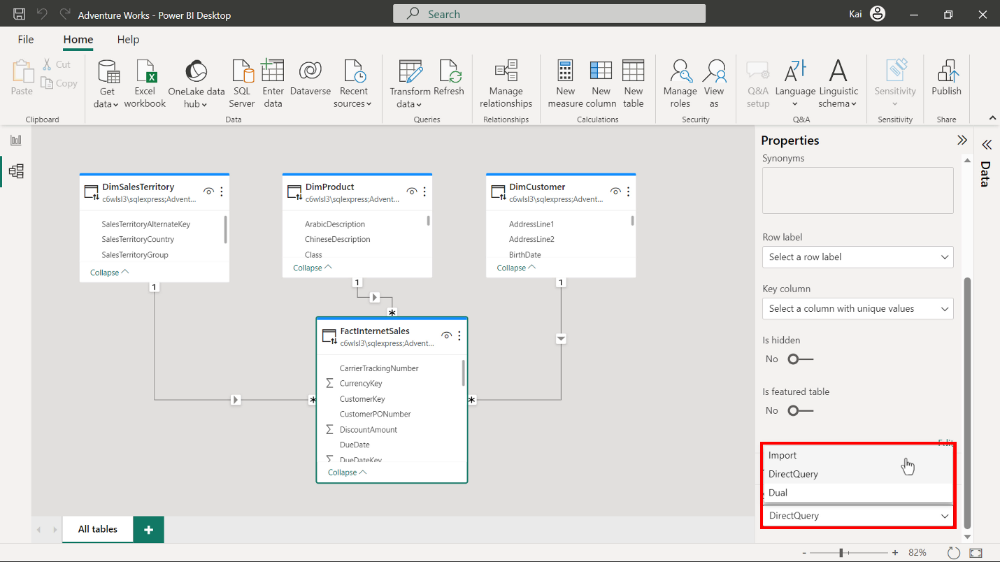 Adventure Works - Power BI Desktop
Search
Kai
File
Home
Help
Paste
Cut
Copy
Clipboard
Get
data
Excel
workbook
OneLake data
hub
SQL
Server
Enter
data
Dataverse
Recent
sources
Data
Transform
data
Refresh
Queries
Manage
relationships
Relationships
New
measure
New
column
New
table
Calculations
Manage
roles
View
as
Security
Q&A
setup
Language
Linguistic
schema
Q&A
Sensitivity
Sensitivity
Publish
Share
DimSalesTerritory
c6wlsl3\sqlexpress;Advent...
SalesTerritoryAlternateKey
SalesTerritoryCountry
SalesTerritoryGroup
Collapse
1
DimProduct
c6wlsl3\sqlexpress;Advent...
ArabicDescription
ChineseDescription
Class
Collapse
1
*
DimCustomer
c6wlsl3\sqlexpress;Advent...
AddressLine1
AddressLine2
BirthDate
Collapse
1
FactInternetSales
c6wlsl3\sqlexpress;Advent...
CarrierTrackingNumber
Σ CurrencyKey
CustomerKey
CustomerPONumber
Σ DiscountAmount
DueDate
Σ DueDateKey
Collapse
*
*
Properties
Synonyms
Row label
Select a row label
Key column
Select a column with unique values
Is hidden
No
Is featured table
No
Edit
Import
DirectQuery
Dual
DirectQuery
Data
All tables
+
- + 82%